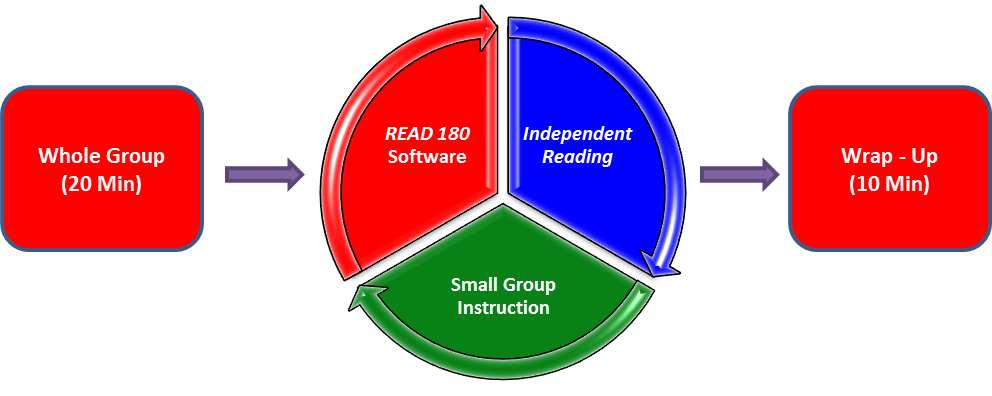 Whole Group
(20 Min)
READ 180
Software
Independent
Reading
Small Group
Instruction
Wrap - Up
(10 Min)